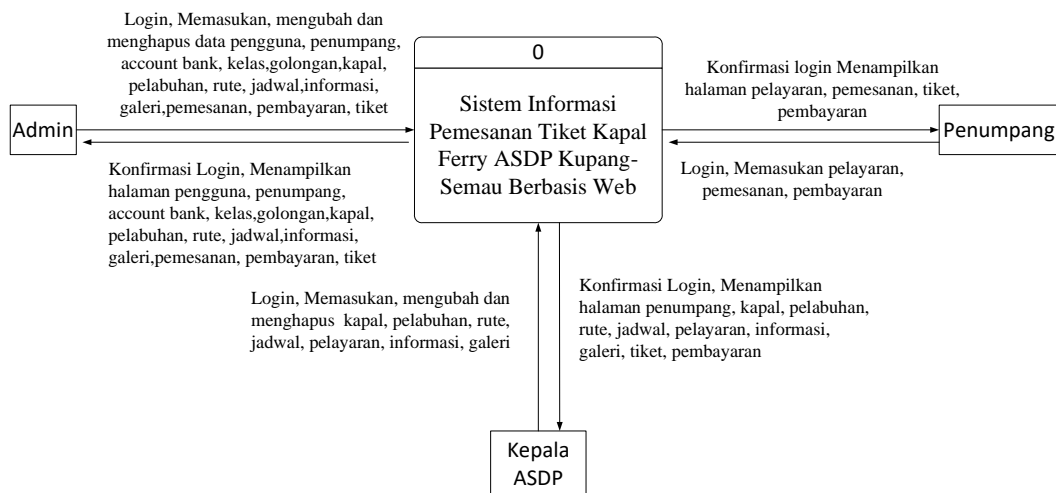 Login, Memasukan, mengubah dan
menghapus data pengguna, penumpang,
account bank, kelas,golongan,kapal,
pelabuhan, rute, jadwal,informasi,
galeri,pemesanan, pembayaran, tiket
Admin
Konfirmasi Login, Menampilkan
halaman pengguna, penumpang,
account bank, kelas,golongan,kapal,
pelabuhan, rute, jadwal,informasi,
galeri,pemesanan, pembayaran, tiket
0
Sistem Informasi
Pemesanan Tiket Kapal
Ferry ASDP Kupang-
Semau Berbasis Web
Konfirmasi login Menampilkan
halaman pelayaran, pemesanan, tiket,
pembayaran
Penumpang
Login, Memasukan pelayaran,
pemesanan, pembayaran
Login, Memasukan, mengubah dan
menghapus kapal, pelabuhan, rute,
jadwal, pelayaran, informasi, galeri
Konfirmasi Login, Menampilkan
halaman penumpang, kapal, pelabuhan,
rute, jadwal, pelayaran, informasi,
galeri, tiket, pembayaran
Kepala
ASDP